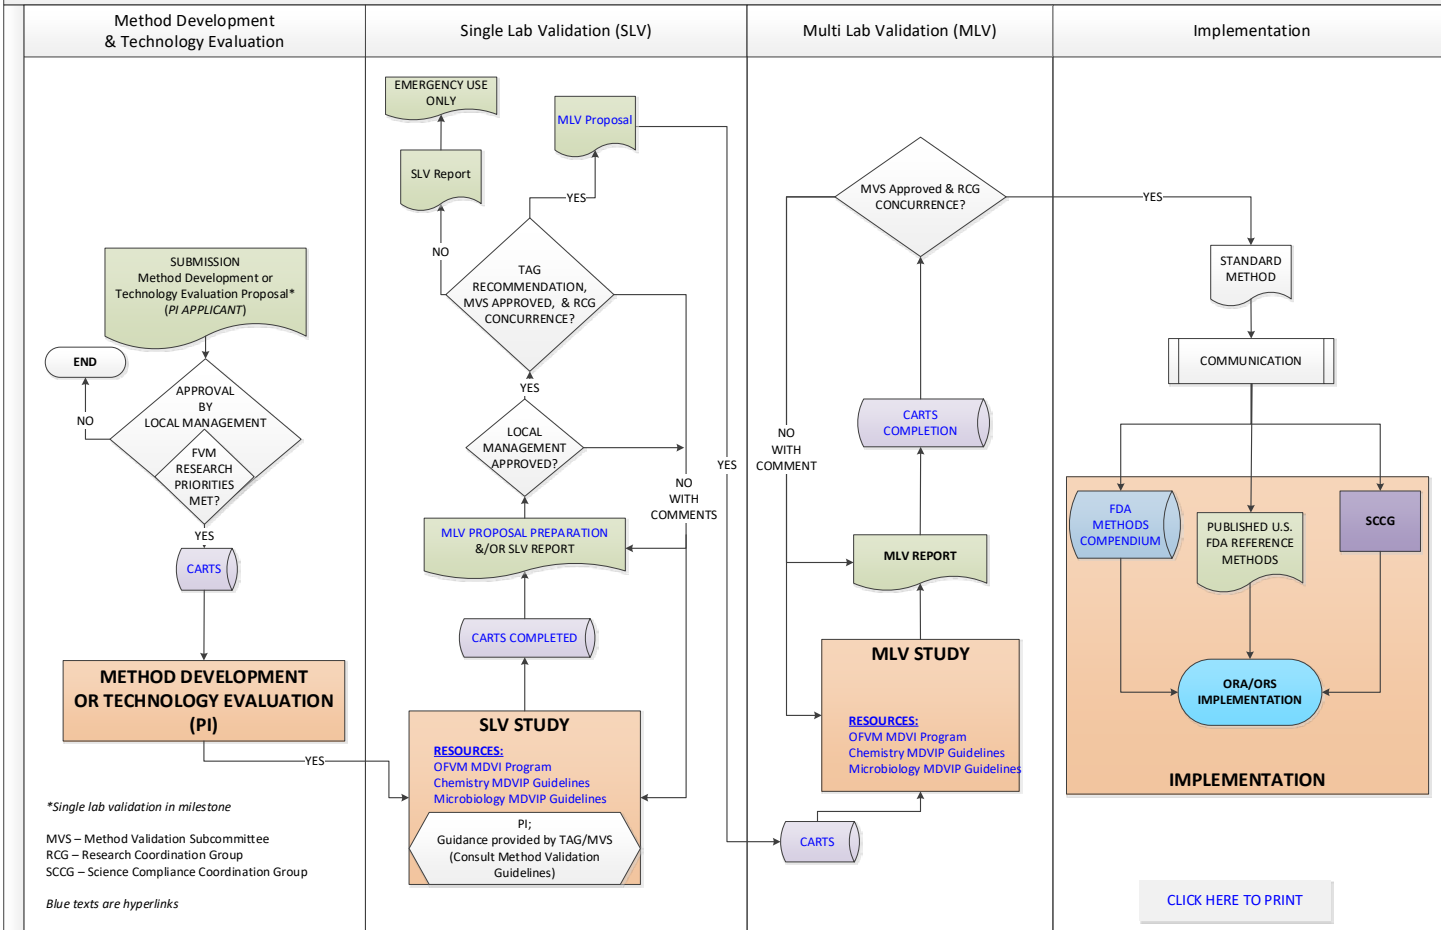 Method Development
& Technology Evaluation
Single Lab Validation (SLV)
Multi Lab Validation (MLV)
Implementation
SUBMISSION
Method Development or
Technology Evaluation Proposal*
(PI APPLICANT)
END
NO
APPROVAL
BY
LOCAL MANAGEMENT
FVM
RESEARCH
PRIORITIES
MET?
YES
CARTS
METHOD DEVELOPMENT
OR TECHNOLOGY EVALUATION
(PI)
YES
*Single lab validation in milestone
MVS – Method Validation Subcommittee
RCG – Research Coordination Group
SCCG – Science Compliance Coordination Group
Blue texts are hyperlinks
EMERGENCY USE
ONLY
SLV Report
NO
MLV Proposal
YES
TAG
RECOMMENDATION,
MVS APPROVED, & RCG
CONCURRENCE?
YES
LOCAL
MANAGEMENT
APPROVED?
NO
WITH
COMMENTS
MLV PROPOSAL PREPARATION
&/OR SLV REPORT
CARTS COMPLETED
SLV STUDY
RESOURCES:
OFVM MDVI Program
Chemistry MDVIP Guidelines
Microbiology MDVIP Guidelines
PI;
Guidance provided by TAG/MVS
(Consult Method Validation
Guidelines)
YES
MVS Approved & RCG
CONCURRENCE?
NO
WITH
COMMENT
CARTS
COMPLETION
MLV REPORT
MLV STUDY
RESOURCES:
OFVM MDVI Program
Chemistry MDVIP Guidelines
Microbiology MDVIP Guidelines
CARTS
YES
STANDARD
METHOD
COMMUNICATION
FDA
METHODS
COMPENDIUM
PUBLISHED U.S.
FDA REFERENCE
METHODS
SCCG
ORA/ORS
IMPLEMENTATION
IMPLEMENTATION
CLICK HERE TO PRINT